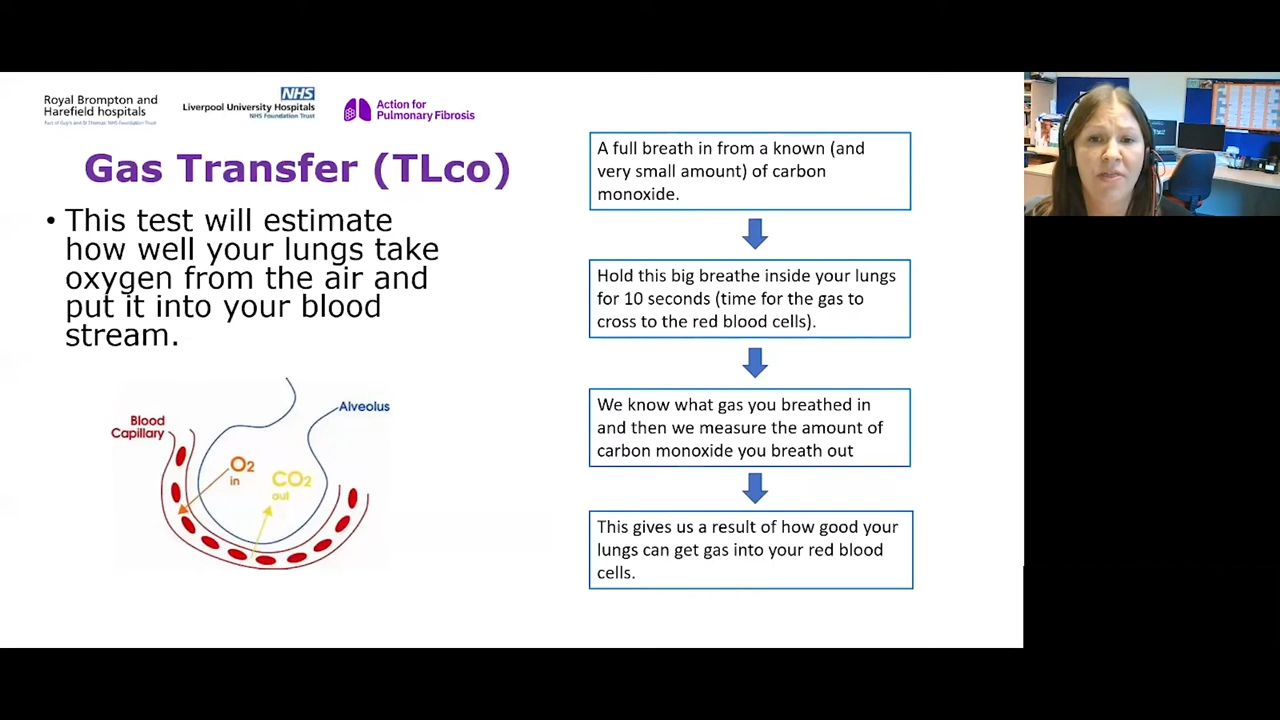 Royal Brompton and
Harefield hospitals
Part of Guy's and St Thomas' NHS Foundation Trust
NHS
Liverpool University Hospitals
NHS Foundation Trust
Action for
Pulmonary Fibrosis
Gas Transfer (TLco)
• This test will estimate
how well your lungs take
oxygen from the air and
put it into your blood
stream.
Blood
Capillary
Alveolus
O2
in
CO2
out
A full breath in from a known (and
very small amount) of carbon
monoxide.
Hold this big breathe inside your lungs
for 10 seconds (time for the gas to
cross to the red blood cells).
We know what gas you breathed in
and then we measure the amount of
carbon monoxide you breath out
This gives us a result of how good your
lungs can get gas into your red blood
cells.